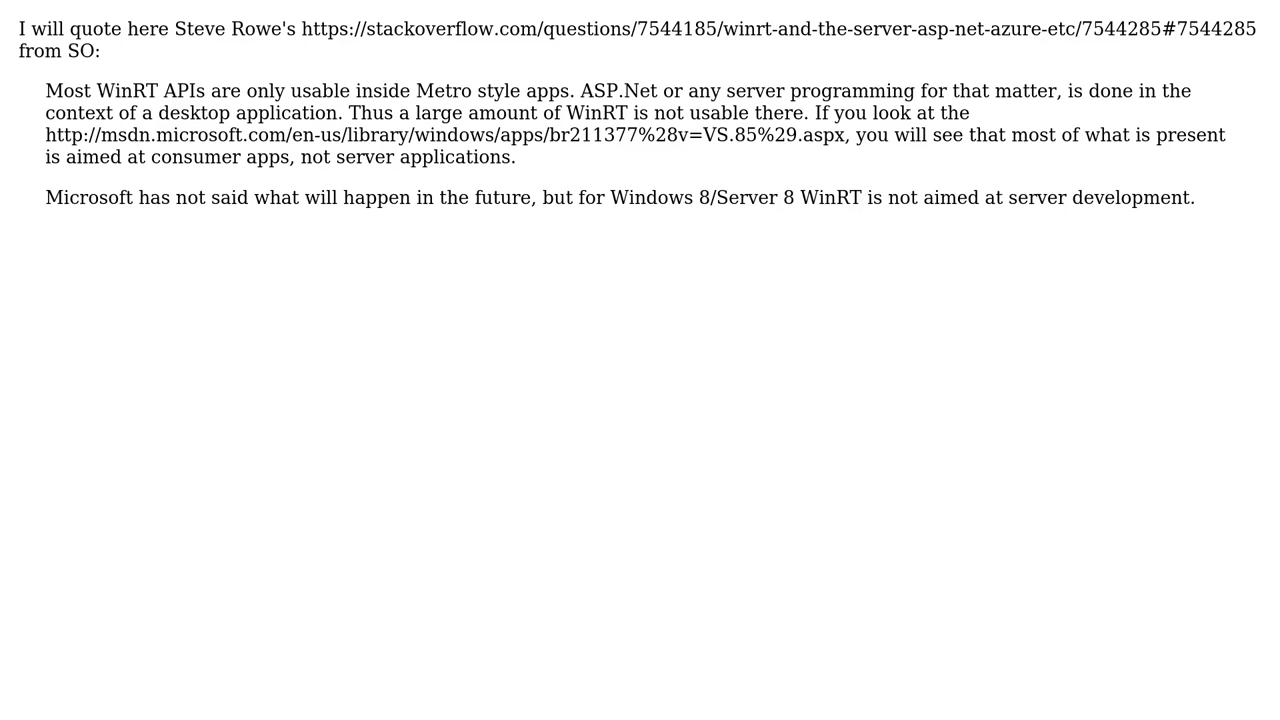 I will quote here Steve Rowe's https://stackoverflow.com/questions/7544185/winrt-and-the-server-asp-net-azure-etc/7544285#7544285
from SO:
Most WinRT APIs are only usable inside Metro style apps. ASP.Net or any server programming for that matter, is done in the
context of a desktop application. Thus a large amount of WinRT is not usable there. If you look at the
http://msdn.microsoft.com/en-us/library/windows/apps/br211377%28v=VS.85%29.aspx, you will see that most of what is present
is aimed at consumer apps, not server applications.
Microsoft has not said what will happen in the future, but for Windows 8/Server 8 WinRT is not aimed at server development.